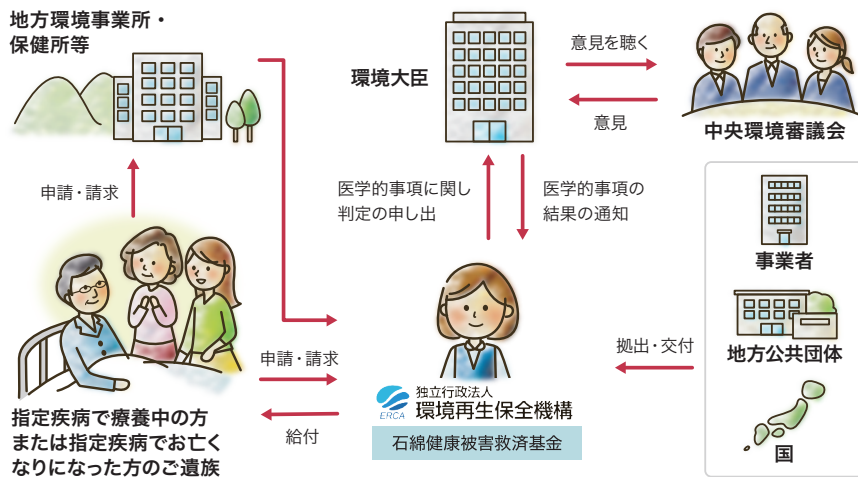 地方環境事業所・
保健所等
環境大臣
意見を聴く
意見
中央環境審議会
申請・請求
医学的事項に関し
判定の申し出
医学的事項の
結果の通知
事業者
地方公共団体
国
拠出・交付
申請・請求
給付
指定疾病で療養中の方
または指定疾病でお亡く
なりになった方のご遺族
ERCA
独立行政法人
環境再生保全機構
石綿健康被害救済基金